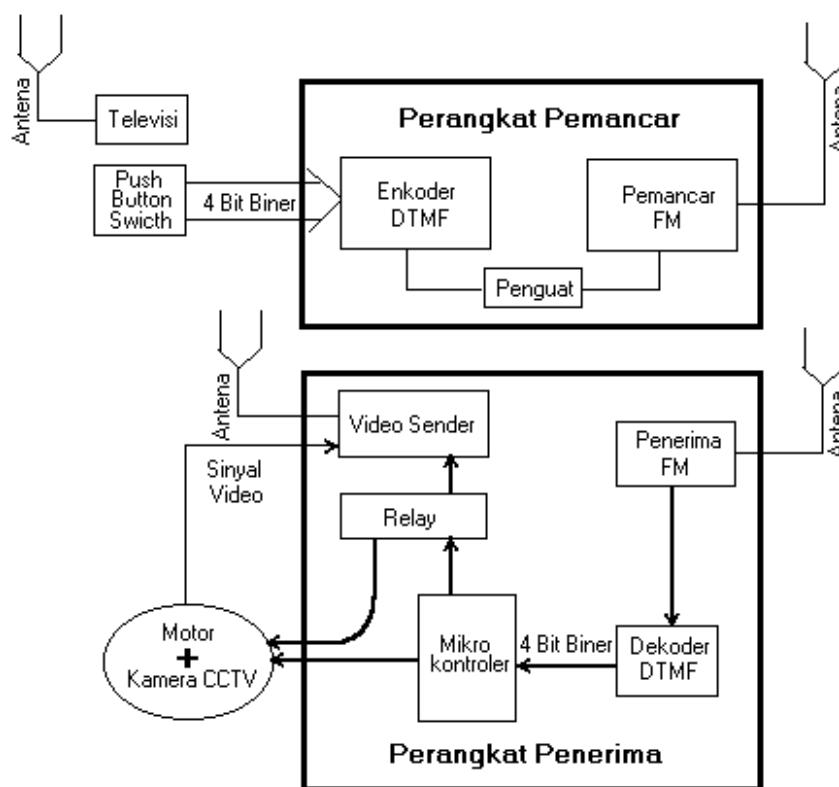 Antena
Televisi
Antena
Perangkat Pemancar
Push
Button
Swicth
4 Bit Biner
Enkoder
DTMF
Pemancar
FM
Penguat
Antena
Video Sender
Antena
Penerima
FM
Sinyal
Video
Relay
Motor
+
Kamera CCTV
Mikro
kontroler
4 Bit Biner
Dekoder
DTMF
Perangkat Penerima